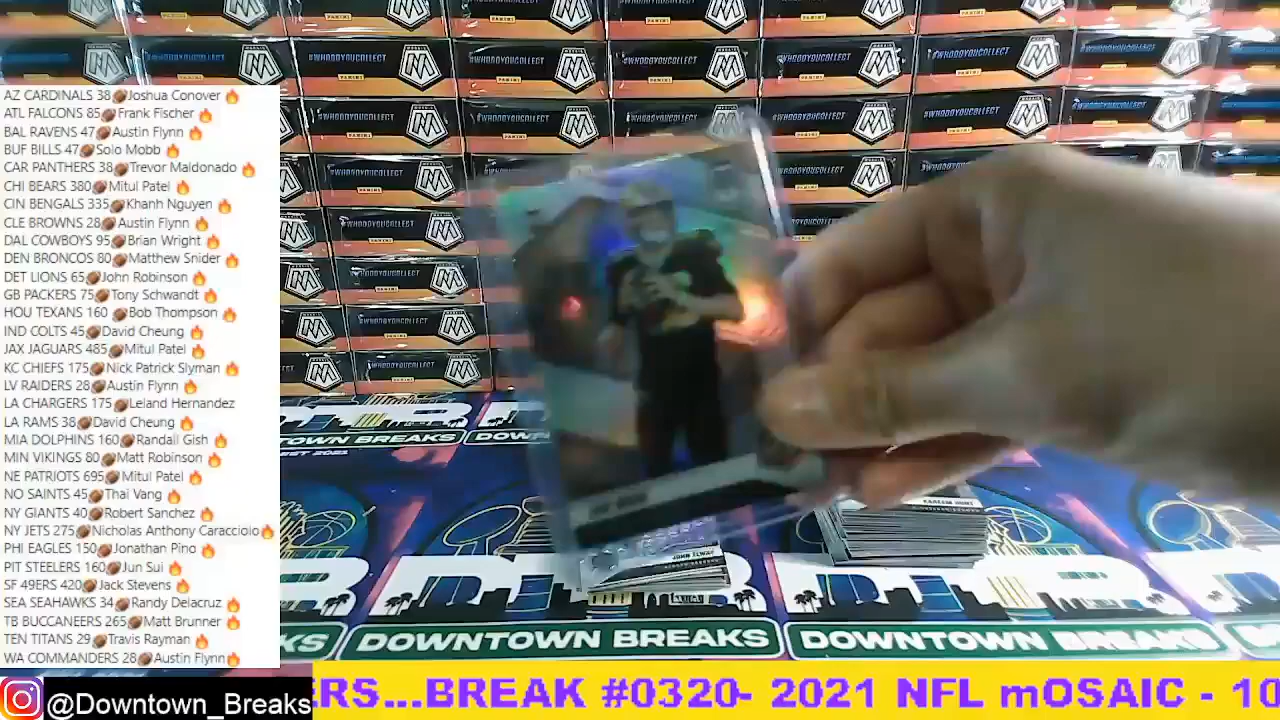 AZ CARDINALS 38🏈Joshua Conover🔥
ATL FALCONS 85🏈Frank Fischer🔥
BAL RAVENS 47🏈Austin Flynn🔥
BUF BILLS 47🏈Solo Mobb🔥
CAR PANTHERS 38🏈Trevor Maldonado🔥
CHI BEARS 380🏈Mitul Patel🔥
CIN BENGALS 335🏈Khanh Nguyen🔥
CLE BROWNS 28🏈Austin Flynn🔥
DAL COWBOYS 95🏈Brian Wright🔥
DEN BRONCOS 80🏈Matthew Snider🔥
DET LIONS 65🏈John Robinson🔥
GB PACKERS 75🏈Tony Schwandt🔥
HOU TEXANS 160🏈Bob Thompson🔥
IND COLTS 45🏈David Cheung🔥
JAX JAGUARS 485🏈Mitul Patel🔥
KC CHIEFS 175🏈Nick Patrick Slyman🔥
LV RAIDERS 28🏈Austin Flynn🔥
LA CHARGERS 175🏈Leland Hernandez
LA RAMS 38🏈David Cheung🔥
MIA DOLPHINS 160🏈Randall Gish🔥
MIN VIKINGS 80🏈Matt Robinson🔥
NE PATRIOTS 695🏈Mitul Patel🔥
NO SAINTS 45🏈Thai Vang🔥
NY GIANTS 40🏈Robert Sanchez🔥
NY JETS 275🏈Nicholas Anthony Caracciolo🔥
PHI EAGLES 150🏈Jonathan Pino🔥
PIT STEELERS 160🏈Jun Sui🔥
SF 49ERS 420🏈Jack Stevens🔥
SEA SEAHAWKS 34🏈Randy Delacruz🔥
TB BUCCANEERS 265🏈Matt Brunner🔥
TEN TITANS 29🏈Travis Rayman🔥
WA COMMANDERS 28🏈Austin Flynn🔥
#WHODOYOUCOLLECT
PANINI
MOSAIC
KAREEM HUNT
JOHN ELWAY
DOWNTOWN BREAKS
DOWNTOWN BREAKS
DOWNTOWN BREAKS
@Downtown_Breaks
ERS...BREAK #0320- 2021 NFL mOSAIC - 10